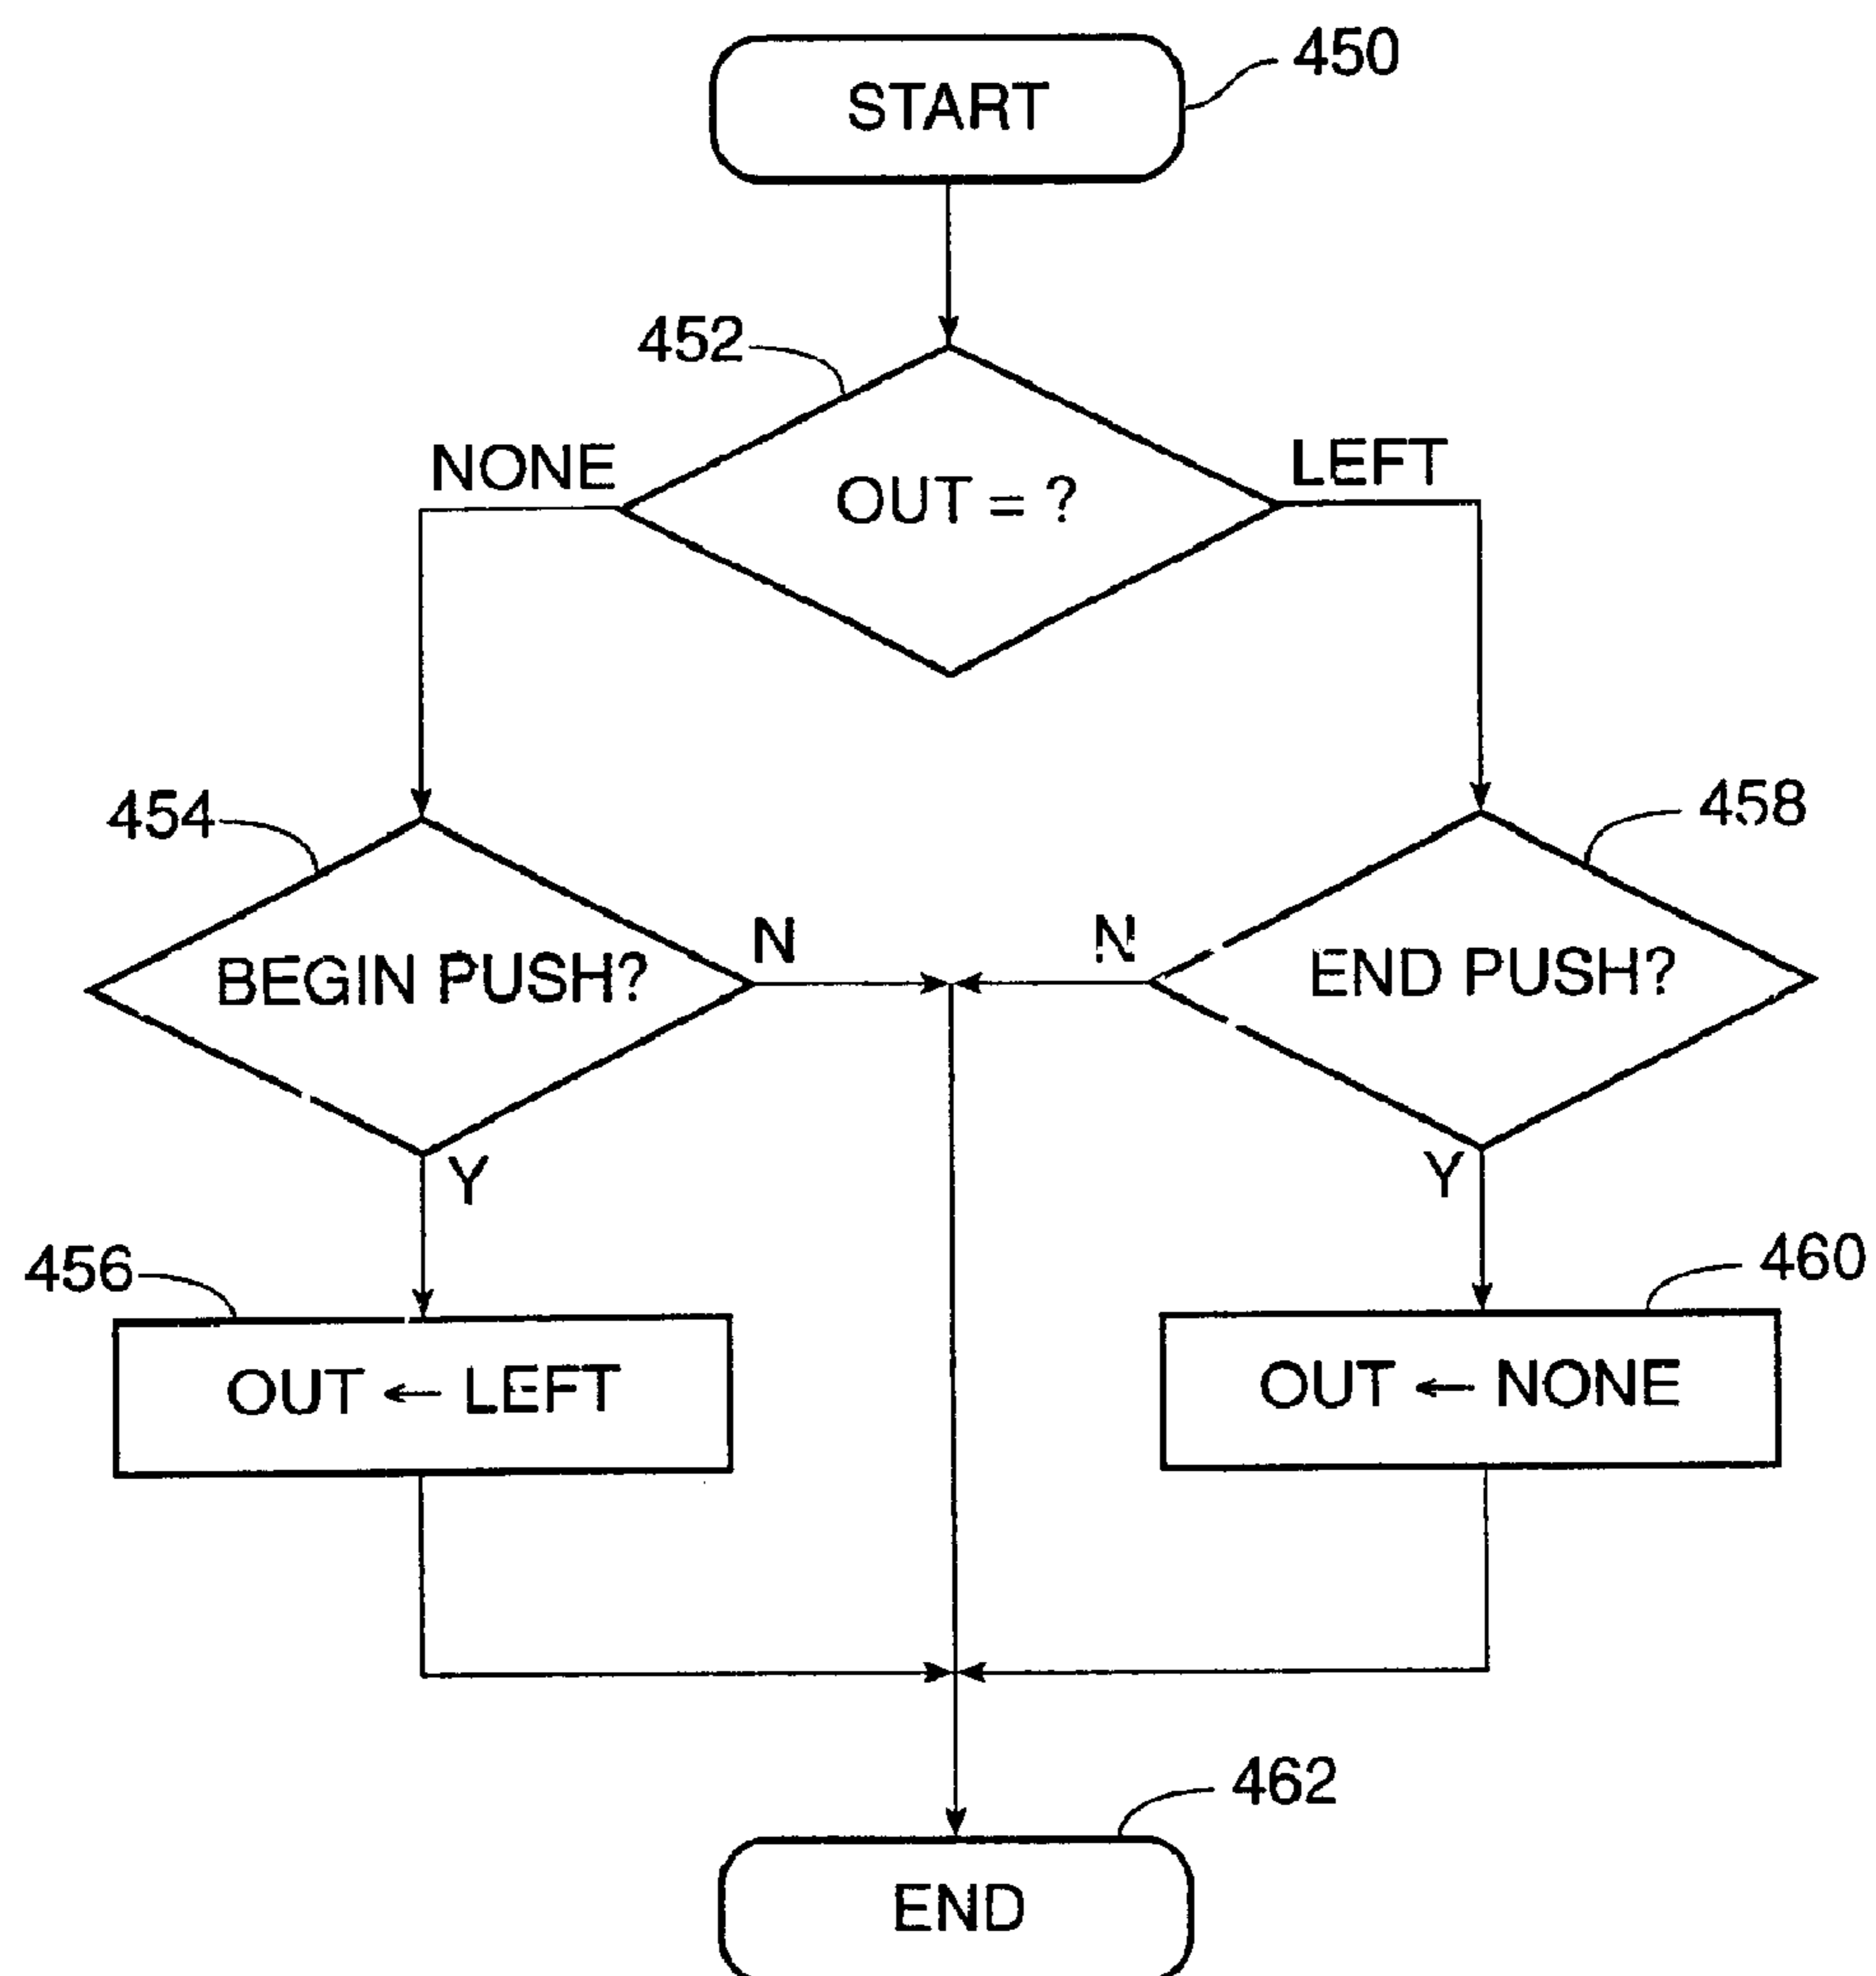 450
START
452
NONE
LEFT
OUT = ?
454
458
N
N
BEGIN PUSH?
END PUSH?
Y
Y
456
460
OUT ← LEFT
OUT ← NONE
462
END